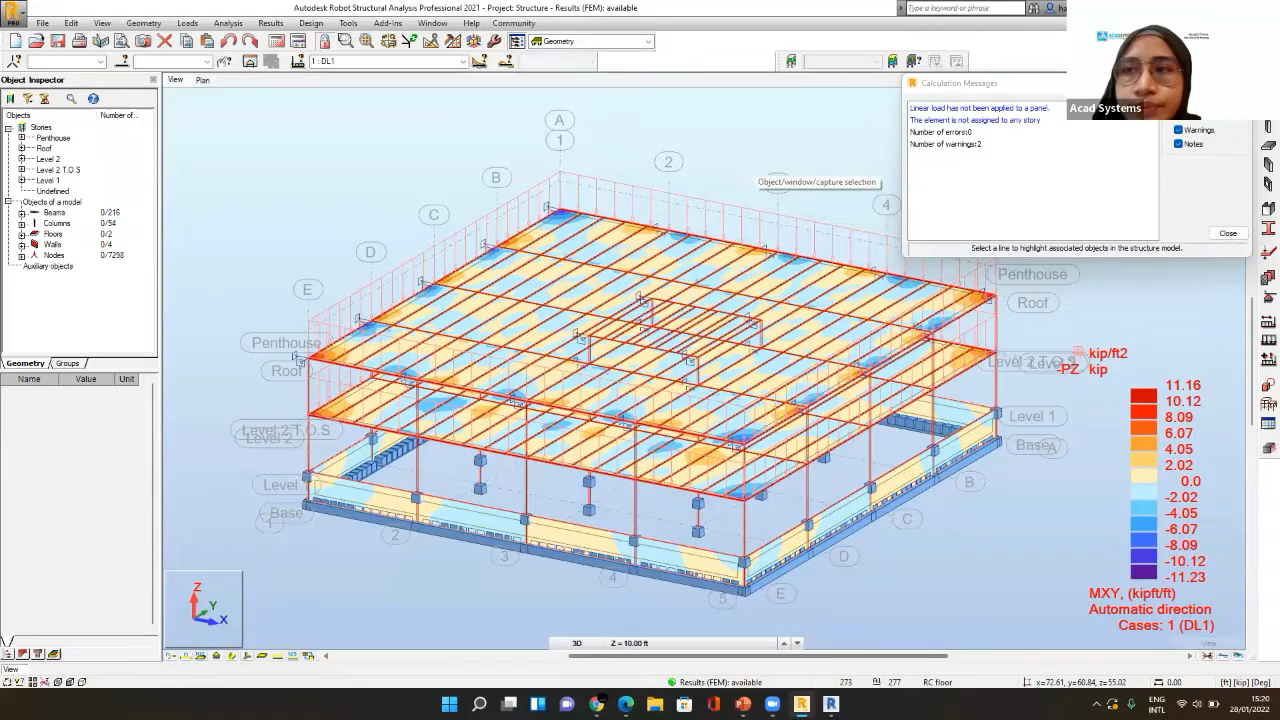 Autodesk Robot Structural Analysis Professional 2021 - Project: Structure - Results (FEM): available
Type a keyword or phrase
PRO
File Edit View Geometry Loads Analysis Results Design Tools Add-Ins Window Help Community
Geometry
1 : DL1
Object Inspector
View Plan
Calculation Messages
Acad Systems
Objects Number of...
Stories
Penthouse
Roof
Level 2
Level 2 T.O.S
Level 1
Undefined
Objects of a model
Beams 0/216
Columns 0/54
Floors 0/2
Walls 0/4
Nodes 0/7298
Auxiliary objects
Linear load has not been applied to a panel.
The element is not assigned to any story
Number of errors:0
Number of warnings:2
Warnings
Notes
Close
Select a line to highlight associated objects in the structure model.
Object/window/capture selection
A
1
2
B
4
C
D
E
Penthouse
Roof
Penthouse
Roof
Level 2 T.O.S
Level 2
Level 1
Base
A
Level
Base
1
2
3
4
5
E
D
C
B
Geometry Groups
Name Value Unit
kip/ft2
-PZ kip
11.16
10.12
8.09
6.07
4.05
2.02
0.0
-2.02
-4.05
-6.07
-8.09
-10.12
-11.23
MXY, (kipft/ft)
Automatic direction
Cases: 1 (DL1)
Z
Y
X
3D Z = 10.00 ft
View
View
Results (FEM): available 273 277 RC floor x=72.61, y=60.84, z=55.02 0.00 [ft] [kip] [Deg]
ENG
INTL
15:20
28/01/2022